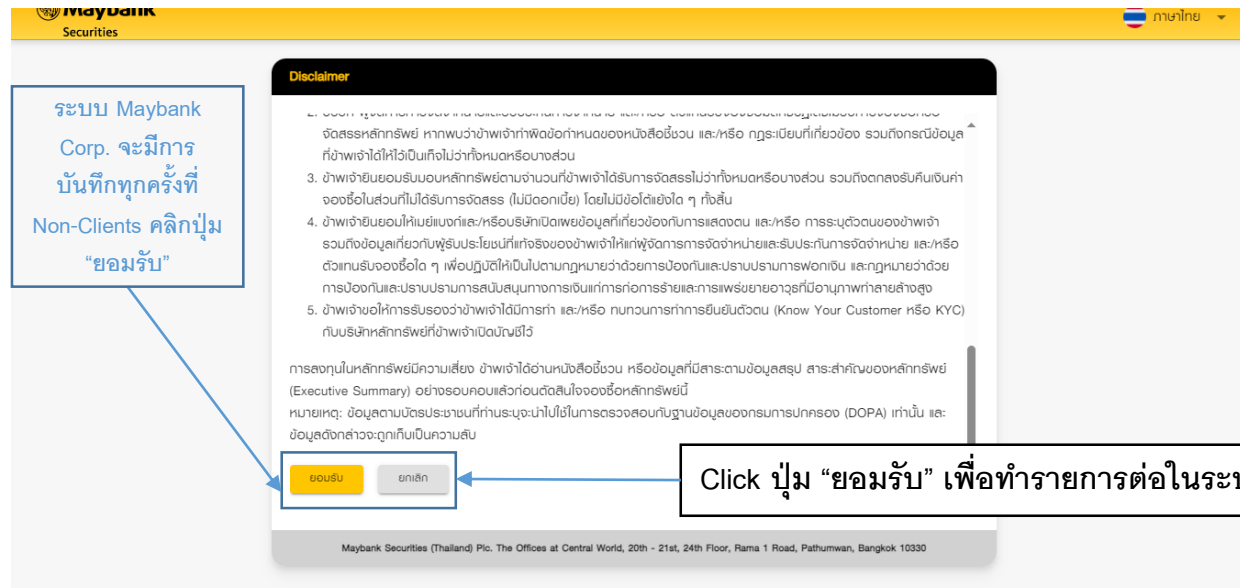 Maybank
Securities
ภาษาไทย
Disclaimer
ระบบ Maybank
Corp. จะมีการ
บันทึกทุกครั้งที่
Non-Clients คลิกปุ่ม
“ยอมรับ”
จัดสรรหลักทรัพย์ หากพบว่าข้าพเจ้าทำผิดข้อกำหนดของหนังสือชี้ชวน และ/หรือ กฎระเบียบที่เกี่ยวข้อง รวมถึงกรณีข้อมูล
ที่ข้าพเจ้าได้ให้ไว้เป็นเท็จไม่ว่าทั้งหมดหรือบางส่วน
3. ข้าพเจ้ายินยอมรับมอบหลักทรัพย์ตามจำนวนที่ข้าพเจ้าได้รับการจัดสรรไม่ว่าทั้งหมดหรือบางส่วน รวมถึงตกลงรับคืนเงินค่า
จองซื้อในส่วนที่ไม่ได้รับการจัดสรร (ไม่มีดอกเบี้ย) โดยไม่มีข้อโต้แย้งใด ๆ ทั้งสิ้น
4. ข้าพเจ้ายินยอมให้เมย์แบงก์และ/หรือบริษัทเปิดเผยข้อมูลที่เกี่ยวข้องกับการแสดงตน และ/หรือ การระบุตัวตนของข้าพเจ้า
รวมถึงข้อมูลเกี่ยวกับผู้รับประโยชน์ที่แท้จริงของข้าพเจ้าให้แก่ผู้จัดการการจัดจำหน่ายและรับประกันการจัดจำหน่าย และ/หรือ
ตัวแทนรับจองซื้อใด ๆ เพื่อปฏิบัติให้เป็นไปตามกฎหมายว่าด้วยการป้องกันและปราบปรามการฟอกเงิน และกฎหมายว่าด้วย
การป้องกันและปราบปรามการสนับสนุนทางการเงินแก่การก่อการร้ายและการแพร่ขยายอาวุธที่มีอานุภาพทำลายล้างสูง
5. ข้าพเจ้าขอให้การรับรองว่าข้าพเจ้าได้มีการทำ และ/หรือ ทบทวนการทำการยืนยันตัวตน (Know Your Customer หรือ KYC)
กับบริษัทหลักทรัพย์ที่ข้าพเจ้าเปิดบัญชีไว้
การลงทุนในหลักทรัพย์มีความเสี่ยง ข้าพเจ้าได้อ่านหนังสือชี้ชวน หรือข้อมูลที่มีสาระตามข้อมูลสรุป สาระสำคัญของหลักทรัพย์
(Executive Summary) อย่างรอบคอบแล้วก่อนตัดสินใจจองซื้อหลักทรัพย์นี้
หมายเหตุ: ข้อมูลตามบัตรประชาชนที่ท่านระบุจะนำไปใช้ในการตรวจสอบกับฐานข้อมูลของกรมการปกครอง (DOPA) เท่านั้น และ
ข้อมูลดังกล่าวจะถูกเก็บเป็นความลับ
ยอมรับ ยกเลิก
Click ปุ่ม “ยอมรับ” เพื่อทำรายการต่อในระบ
Maybank Securities (Thailand) Plc. The Offices at Central World, 20th - 21st, 24th Floor, Rama 1 Road, Pathumwan, Bangkok 10330